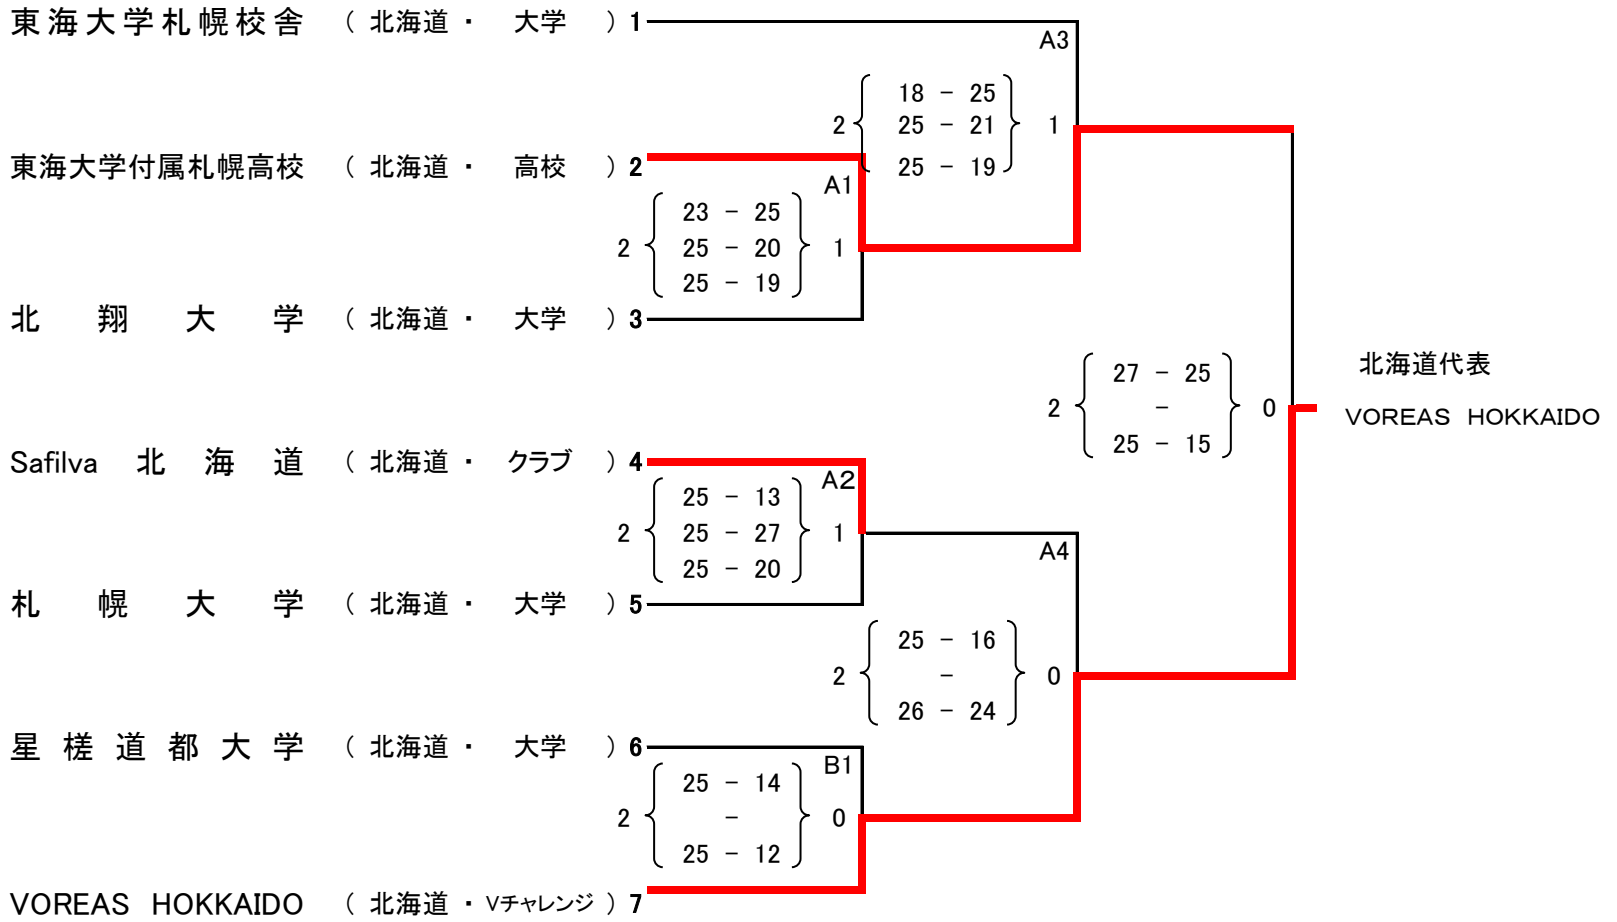 東海大学札幌校舎 （ 北海道 ・ 大学 ） 1
A3
18 － 25
2 25 － 21 1
25 － 19
東海大学付属札幌高校 （ 北海道 ・ 高校 ） 2
A1
23 － 25
2 25 － 20 1
25 － 19
北翔大学 （ 北海道 ・ 大学 ） 3
27 － 25
2 － 0
25 － 15
北海道代表
VOREAS HOKKAIDO
Safilva 北海道 （ 北海道 ・ クラブ ） 4
A2
25 － 13
2 25 － 27 1
25 － 20
A4
札幌大学 （ 北海道 ・ 大学 ） 5
25 － 16
2 － 0
26 － 24
星槎道都大学 （ 北海道 ・ 大学 ） 6
B1
25 － 14
2 － 0
25 － 12
VOREAS HOKKAIDO （ 北海道 ・ Vチャレンジ ） 7